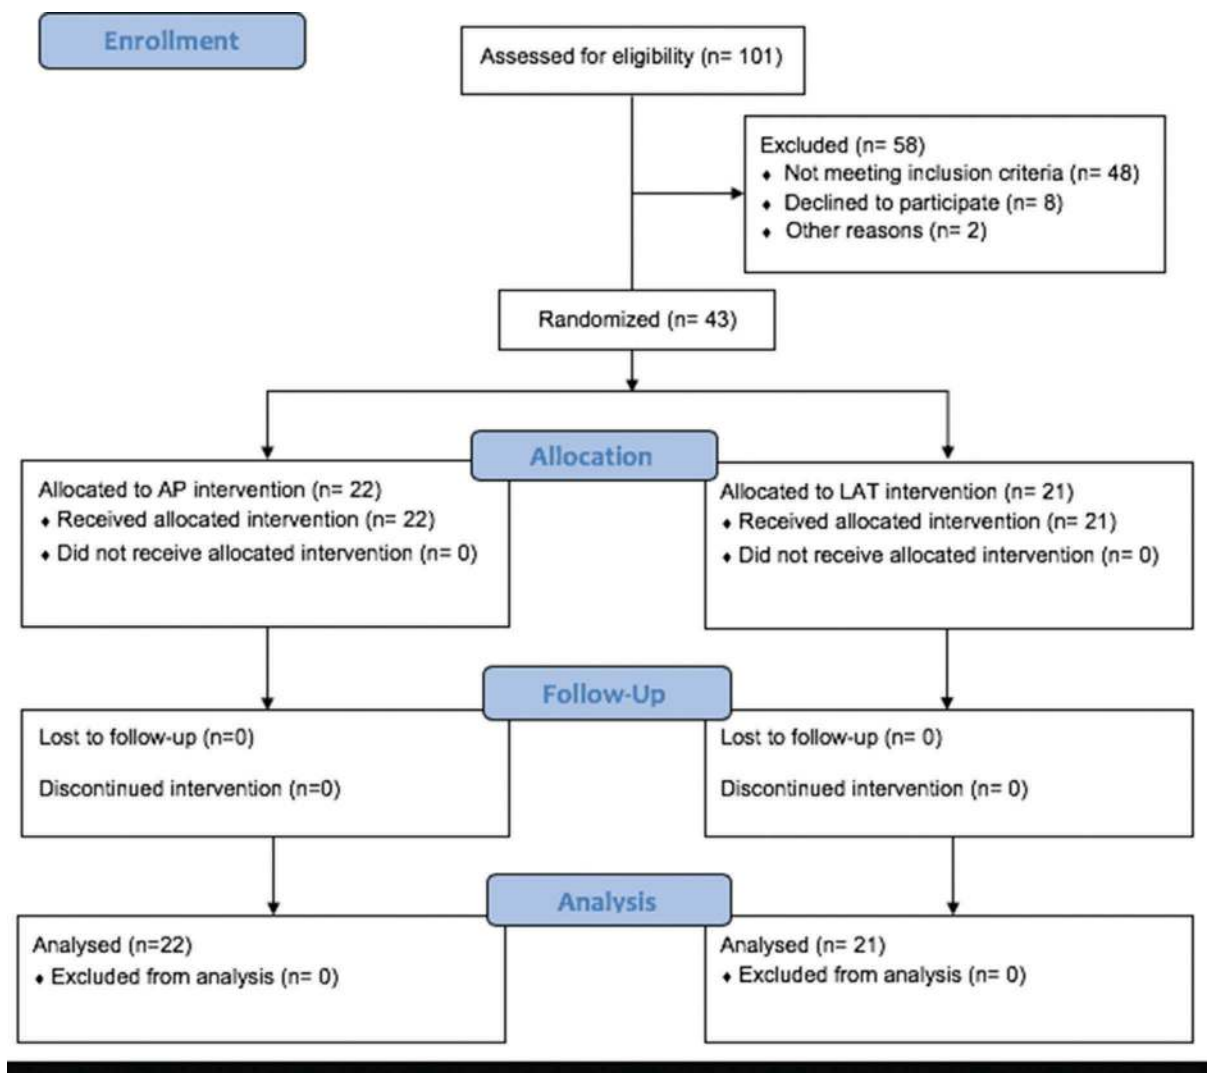 Enrollment
Assessed for eligibility (n= 101)
Excluded (n= 58)
♦ Not meeting inclusion criteria (n= 48)
♦ Declined to participate (n= 8)
♦ Other reasons (n= 2)
Randomized (n= 43)
Allocation
Allocated to AP intervention (n= 22)
♦ Received allocated intervention (n= 22)
♦ Did not receive allocated intervention (n= 0)
Allocated to LAT intervention (n= 21)
♦ Received allocated intervention (n= 21)
♦ Did not receive allocated intervention (n= 0)
Follow-Up
Lost to follow-up (n=0)
Discontinued intervention (n=0)
Lost to follow-up (n= 0)
Discontinued intervention (n= 0)
Analysis
Analysed (n=22)
♦ Excluded from analysis (n= 0)
Analysed (n= 21)
♦ Excluded from analysis (n= 0)